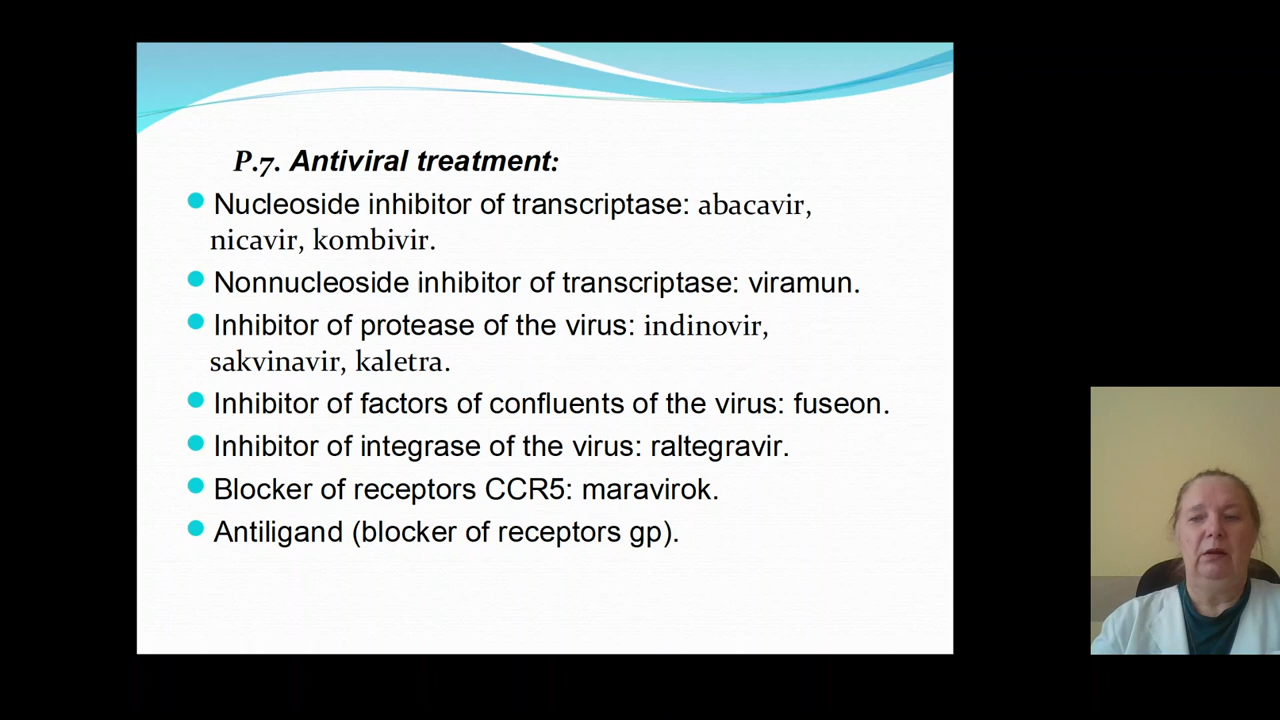 P.7. Antiviral treatment:
Nucleoside inhibitor of transcriptase: abacavir,
nicavir, kombivir.
Nonnucleoside inhibitor of transcriptase: viramun.
Inhibitor of protease of the virus: indinovir,
sakvinavir, kaletra.
Inhibitor of factors of confluents of the virus: fuseon.
Inhibitor of integrase of the virus: raltegravir.
Blocker of receptors CCR5: maravirok.
Antiligand (blocker of receptors gp).